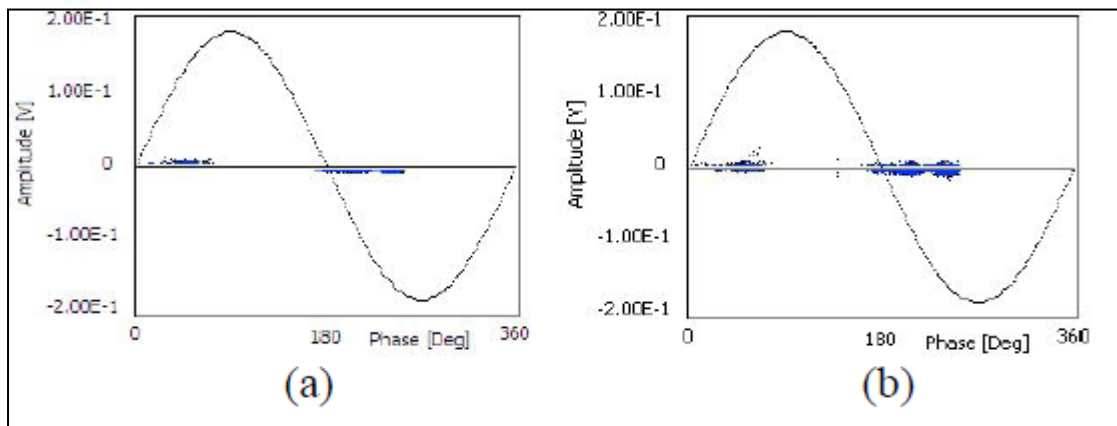 2.00E-1
1.00E-1
0
-1.00E-1
-2.00E-1
Amplitude [V]
0 180 Phase [Deg] 360
(a)
2.00E-1
1.00E-1
0
-1.00E-1
-2.00E-1
Amplitude [V]
0 180 Phase [Deg] 360
(b)